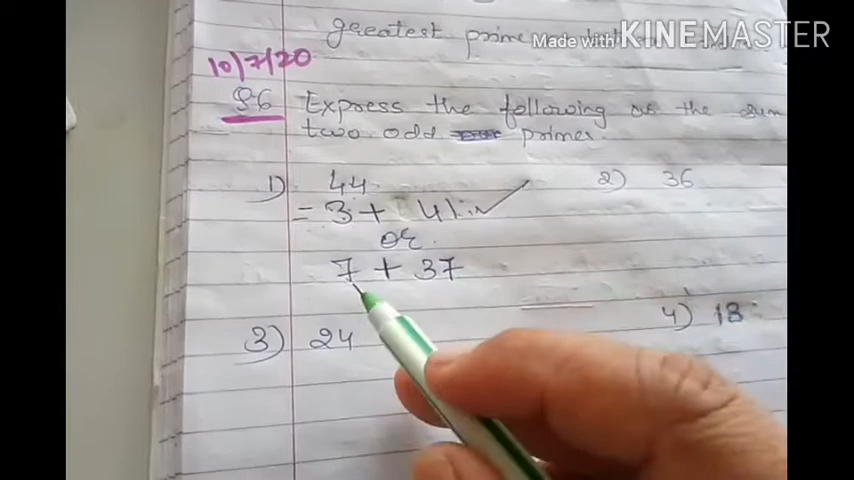 greatest prime
Made with KINEMASTER
10/7/20
Q6 Express the following as the sum
two odd primes.
1) 44
= 3 + 41
or
7 + 37
2) 36
3) 24
4) 18